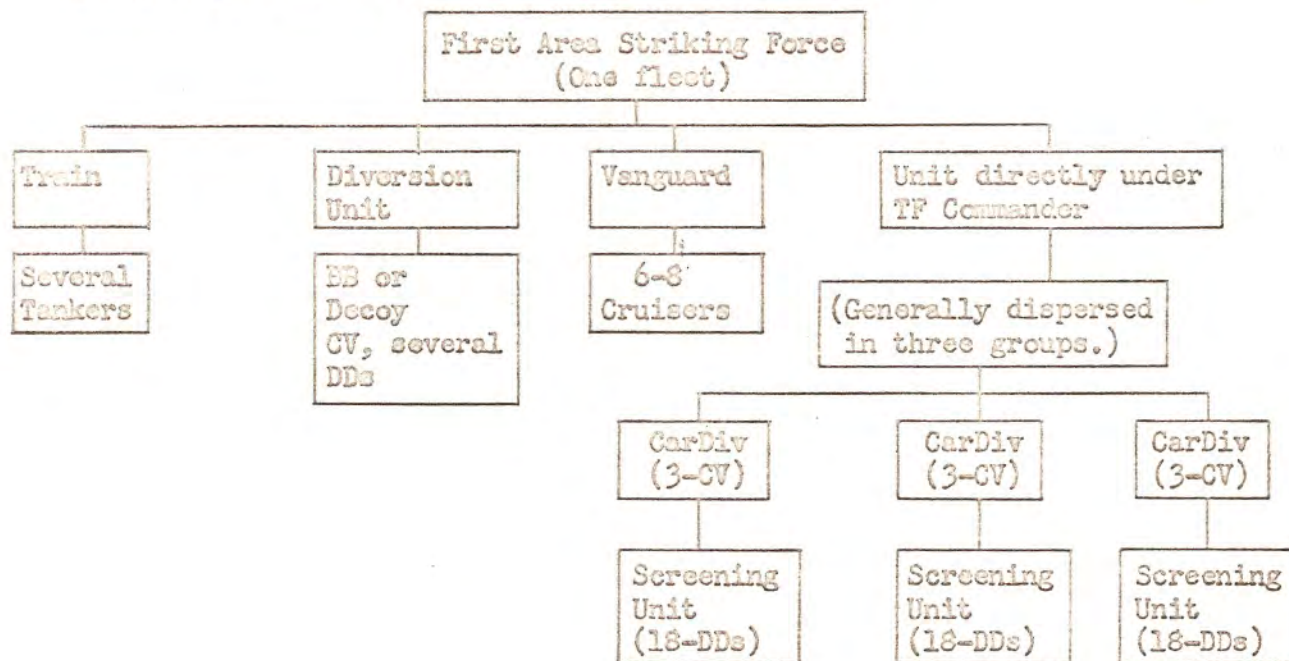 First Area Striking Force
(One fleet)
Train
Diversion
Unit
Vanguard
Unit directly under
TF Commander
Several
Tankers
BB or
Decoy
CV, several
DDs
6-8
Cruisers
(Generally dispersed
in three groups.)
CarDiv
(3-CV)
CarDiv
(3-CV)
CarDiv
(3-CV)
Screening
Unit
(18-DDs)
Screening
Unit
(18-DDs)
Screening
Unit
(18-DDs)